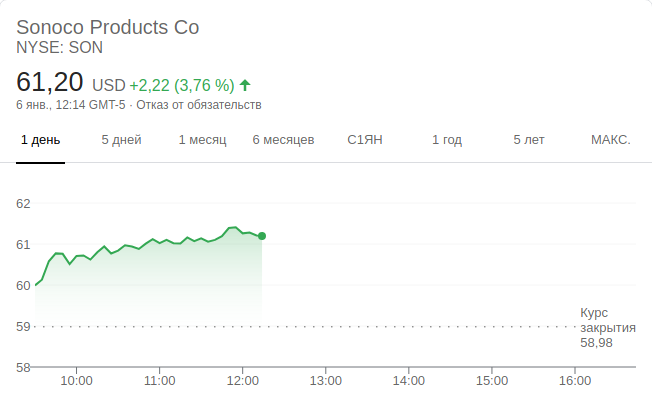 Sonoco Products Co
NYSE: SON
61,20 USD +2,22 (3,76 %)
6 янв., 12:14 GMT-5 · Отказ от обязательств
1 день 5 дней 1 месяц 6 месяцев С1ЯН 1 год 5 лет МАКС.
62
61
60
59
58
Курс
закрытия
58,98
10:00 11:00 12:00 13:00 14:00 15:00 16:00